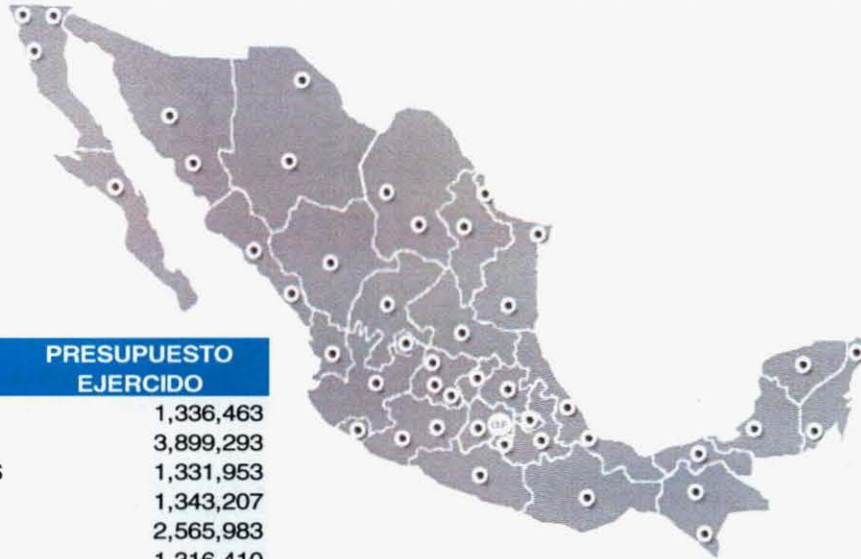 D.F.
PRESUPUESTO
EJERCIDO
1,336,463
3,899,293
S 1,331,953
1,343,207
2,565,983